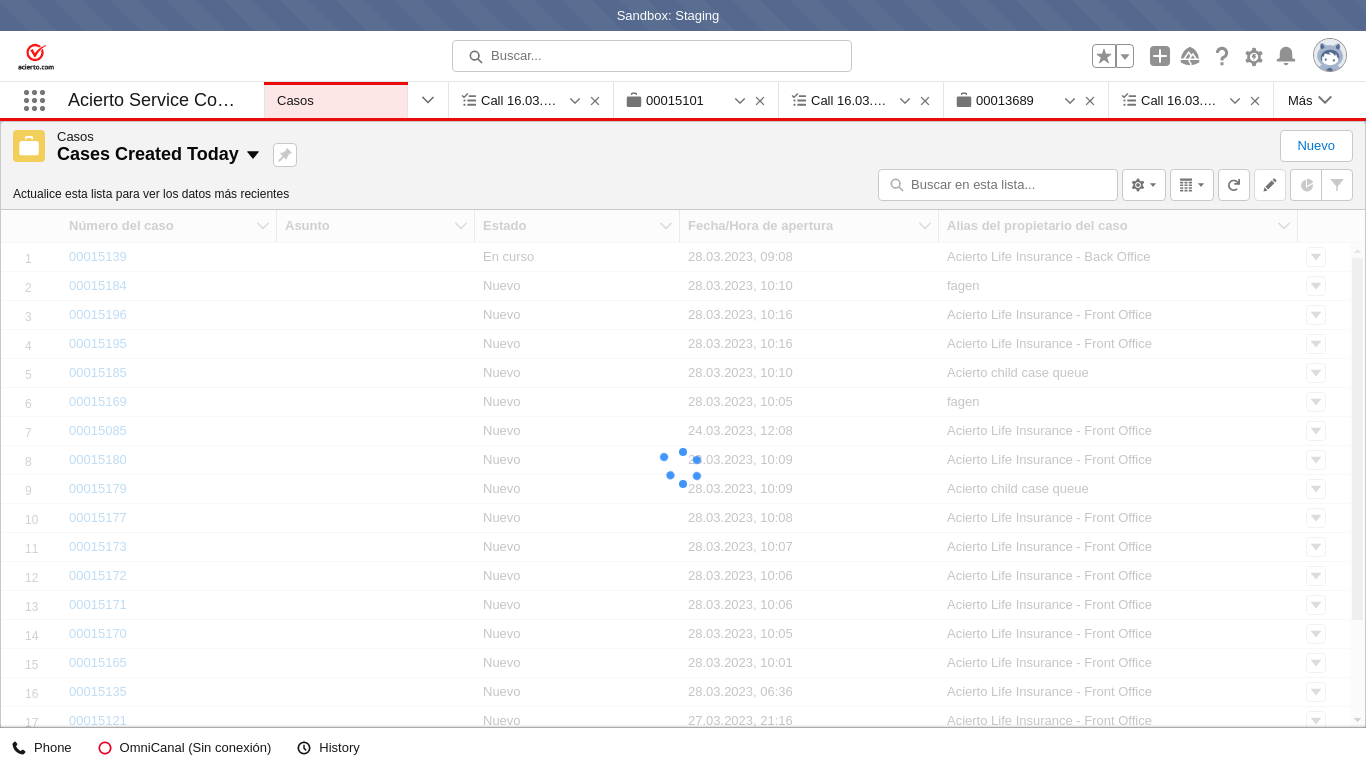 Sandbox: Staging
acierto.com
Buscar...
Acierto Service Co…
Casos
Call 16.03.…
00015101
Call 16.03.…
00013689
Call 16.03.…
Más
Casos
Cases Created Today
Nuevo
Actualice esta lista para ver los datos más recientes
Buscar en esta lista...
Número del caso Asunto Estado Fecha/Hora de apertura Alias del propietario del caso
1 00015139 En curso 28.03.2023, 09:08 Acierto Life Insurance - Back Office
2 00015184 Nuevo 28.03.2023, 10:10 fagen
3 00015196 Nuevo 28.03.2023, 10:16 Acierto Life Insurance - Front Office
4 00015195 Nuevo 28.03.2023, 10:16 Acierto Life Insurance - Front Office
5 00015185 Nuevo 28.03.2023, 10:10 Acierto child case queue
6 00015169 Nuevo 28.03.2023, 10:05 fagen
7 00015085 Nuevo 24.03.2023, 12:08 Acierto Life Insurance - Front Office
8 00015180 Nuevo 28.03.2023, 10:09 Acierto Life Insurance - Front Office
9 00015179 Nuevo 28.03.2023, 10:09 Acierto child case queue
10 00015177 Nuevo 28.03.2023, 10:08 Acierto Life Insurance - Front Office
11 00015173 Nuevo 28.03.2023, 10:07 Acierto Life Insurance - Front Office
12 00015172 Nuevo 28.03.2023, 10:06 Acierto Life Insurance - Front Office
13 00015171 Nuevo 28.03.2023, 10:06 Acierto Life Insurance - Front Office
14 00015170 Nuevo 28.03.2023, 10:05 Acierto Life Insurance - Front Office
15 00015165 Nuevo 28.03.2023, 10:01 Acierto Life Insurance - Front Office
16 00015135 Nuevo 28.03.2023, 06:36 Acierto Life Insurance - Front Office
17 00015121 Nuevo 27.03.2023, 21:16 Acierto Life Insurance - Front Office
Phone OmniCanal (Sin conexión) History